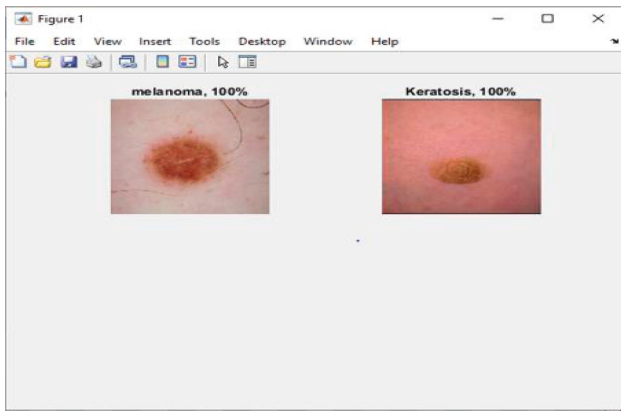 Figure 1
File Edit View Insert Tools Desktop Window Help
melanoma, 100%
Keratosis, 100%